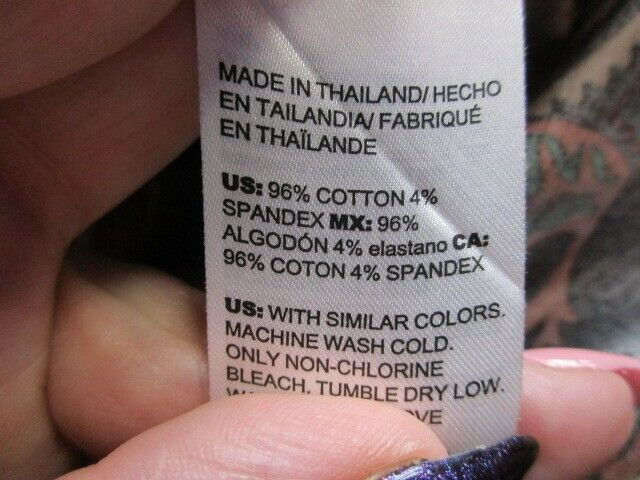 MADE IN THAILAND/ HECHO
EN TAILANDIA/ FABRIQUÉ
EN THAÏLANDE
US: 96% COTTON 4%
SPANDEX MX: 96%
ALGODÓN 4% elastano CA:
96% COTON 4% SPANDEX
US: WITH SIMILAR COLORS.
MACHINE WASH COLD.
ONLY NON-CHLORINE
BLEACH. TUMBLE DRY LOW.